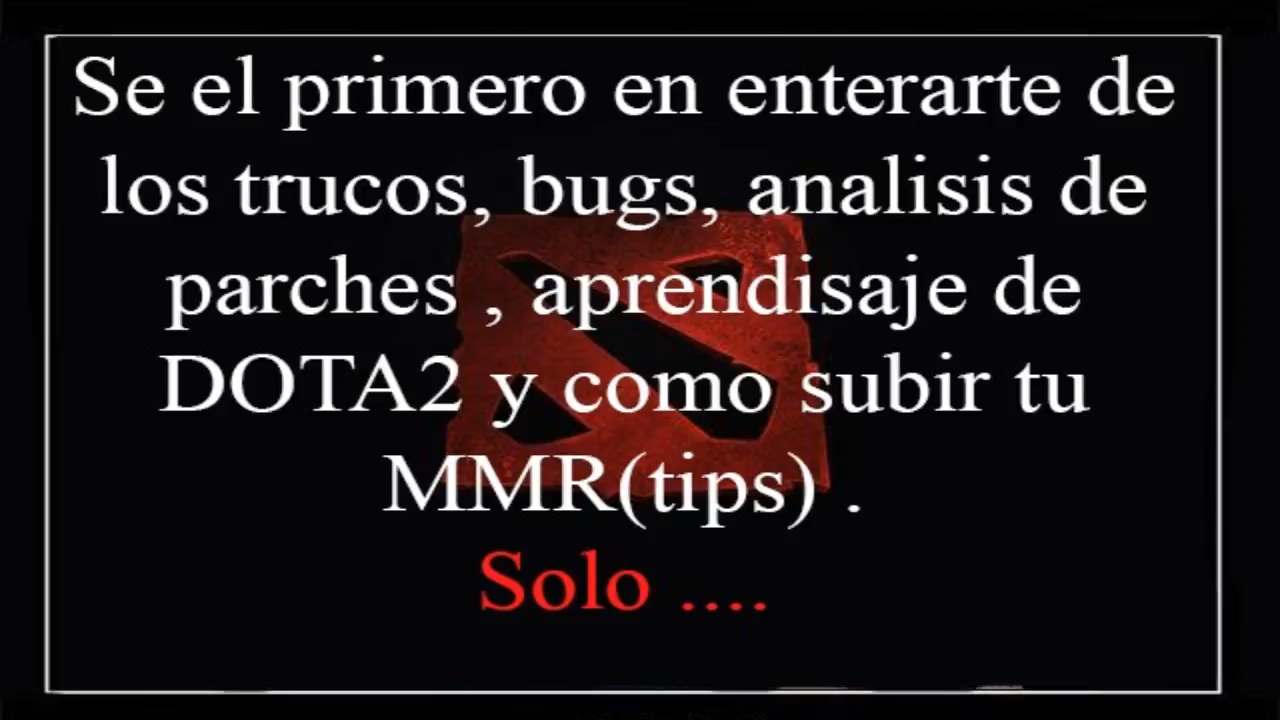 Se el primero en enterarte de
los trucos, bugs, analisis de
parches , aprendisaje de
DOTA2 y como subir tu
MMR(tips) .
Solo ....